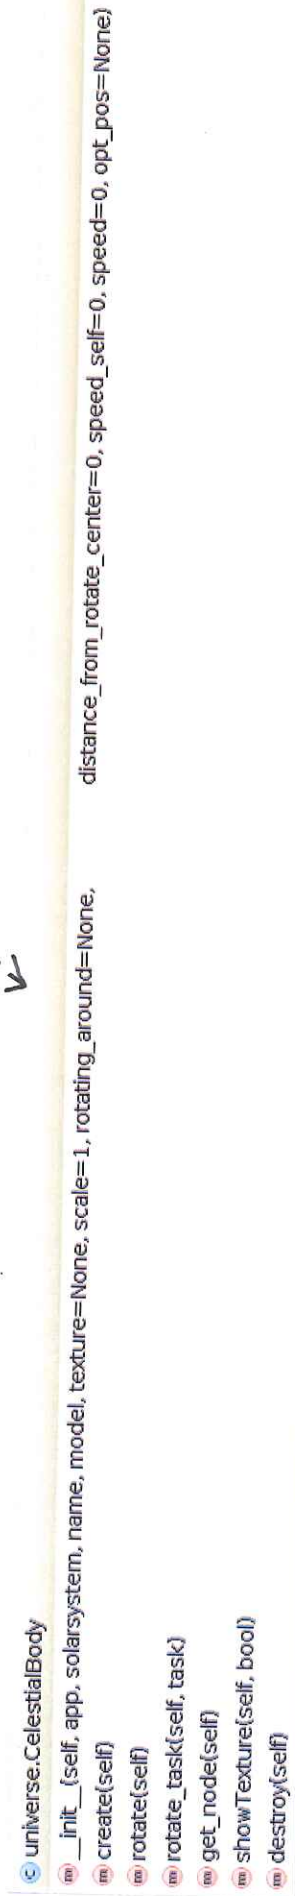 universe.CelestialBody
__init__(self, app, solarsystem, name, model, texture=None, scale=1, rotating_around=None, distance_from_rotate_center=0, speed_self=0, speed=0, opt_pos=None)
create(self)
rotate(self)
rotate_task(self, task)
get_node(self)
showTexture(self, bool)
destroy(self)